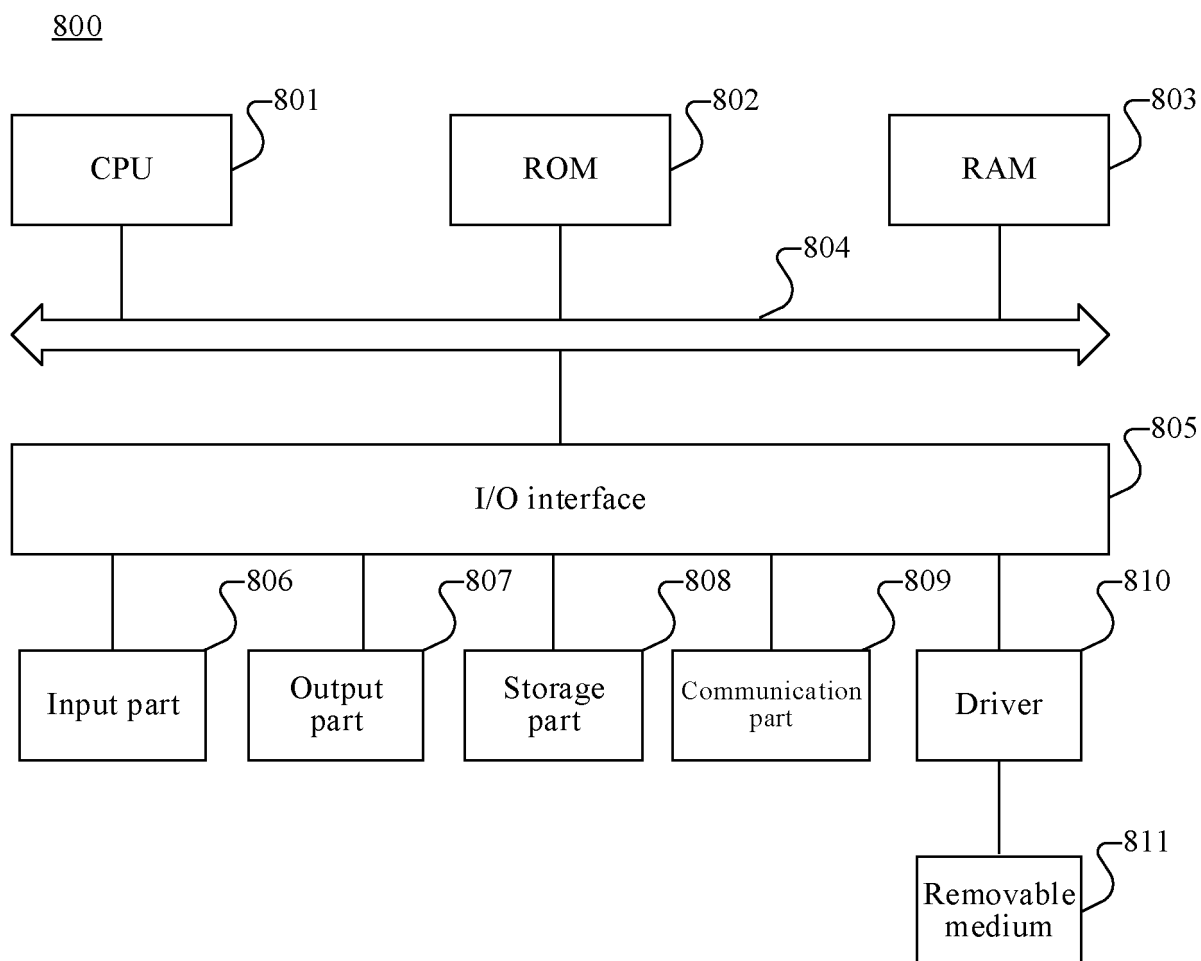 800
801
802
803
CPU
ROM
RAM
804
805
I/O interface
806
807
808
809
810
Input part
Output
part
Storage
part
Communication
part
Driver
811
Removable
medium